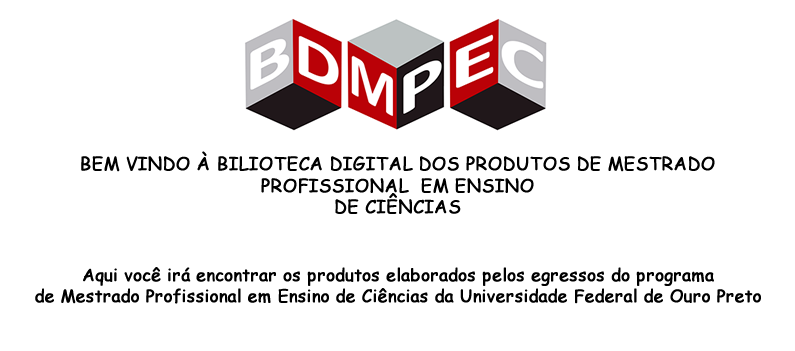 BDMPEC
BEM VINDO À BILIOTECA DIGITAL DOS PRODUTOS DE MESTRADO
PROFISSIONAL EM ENSINO
DE CIÊNCIAS
Aqui você irá encontrar os produtos elaborados pelos egressos do programa
de Mestrado Profissional em Ensino de Ciências da Universidade Federal de Ouro Preto